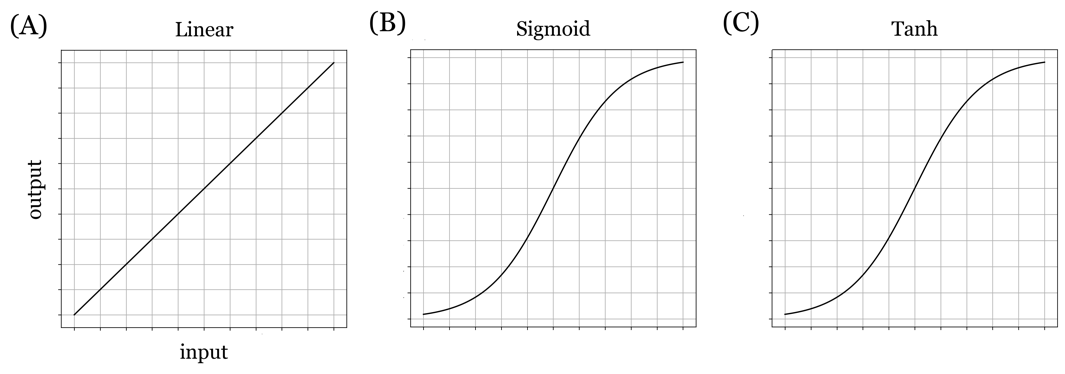 (A)
Linear
(B)
Sigmoid
(C)
Tanh
output
input